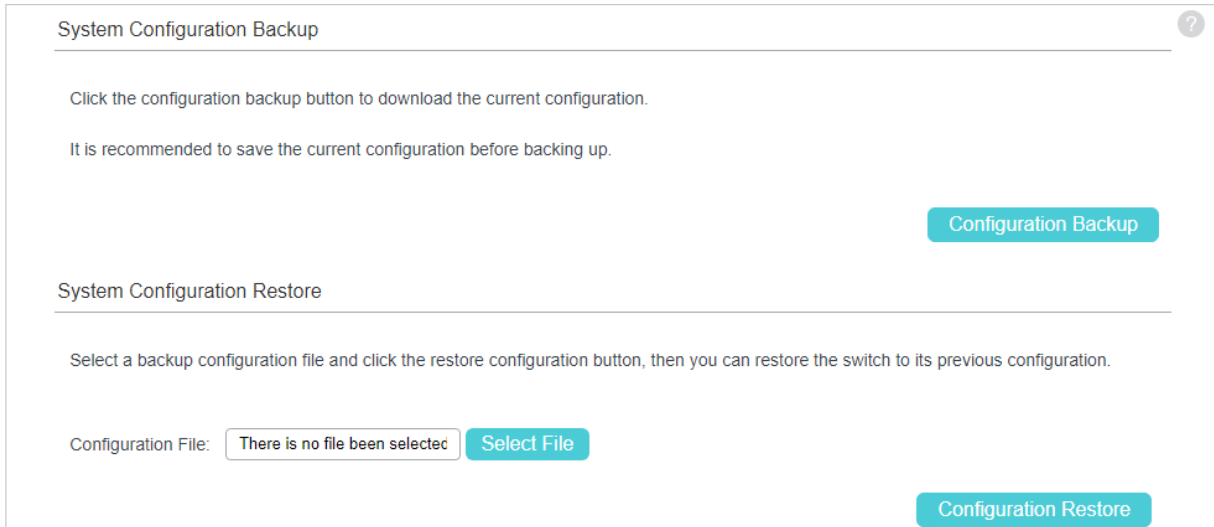 System Configuration Backup
?
Click the configuration backup button to download the current configuration.
It is recommended to save the current configuration before backing up.
Configuration Backup
System Configuration Restore
Select a backup configuration file and click the restore configuration button, then you can restore the switch to its previous configuration.
Configuration File: There is no file been selected Select File
Configuration Restore